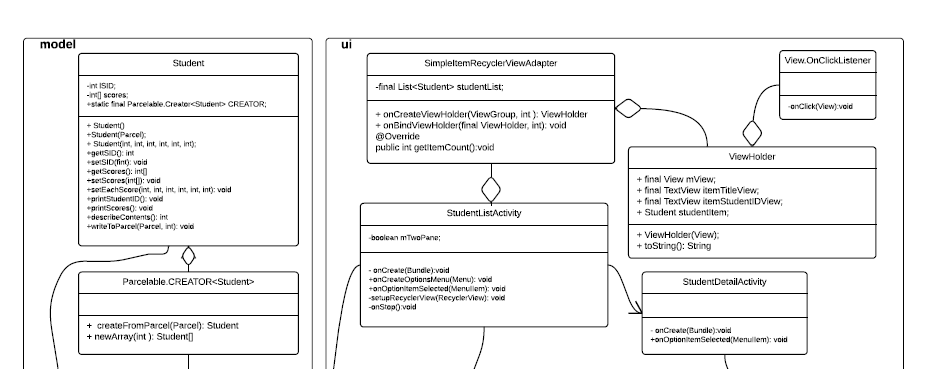 model
Student
-int ISID;
-int[] scores;
+static final Parcelable.Creator<Student> CREATOR;
+ Student()
+Student(Parcel);
+ Student(int, int, int, int, int, int);
+gettSID(): int
+setSID(fint): void
+getScores(): int[]
+setScores(int[]): void
+setEachScore(int, int, int, int, int, int): void
+printStudentID(): void
+printScores(): void
+describeContents(): int
+writeToParcel(Parcel, int): void
Parcelable.CREATOR<Student>
+ createFromParcel(Parcel): Student
+ newArray(int ): Student[]
ui
SimpleItemRecyclerViewAdapter
-final List<Student> studentList;
+ onCreateViewHolder(ViewGroup, int ): ViewHolder
+ onBindViewHolder(final ViewHolder, int): void
@Override
public int getItemCount():void
View.OnClickListener
-onClick(View):void
ViewHolder
+ final View mView;
+ final TextView itemTitleView;
+ final TextView itemStudentIDView;
+ Student studentItem;
+ ViewHolder(View);
+ toString(): String
StudentListActivity
-boolean mTwoPane;
- onCreate(Bundle):void
+onCreateOptionsMenu(Menu): void
+onOptionItemSelected(MenuIIem): void
-setupRecyclerView(RecyclerView): void
-onStop():void
StudentDetailActivity
- onCreate(Bundle):void
+onOptionItemSelected(MenuIIem): void